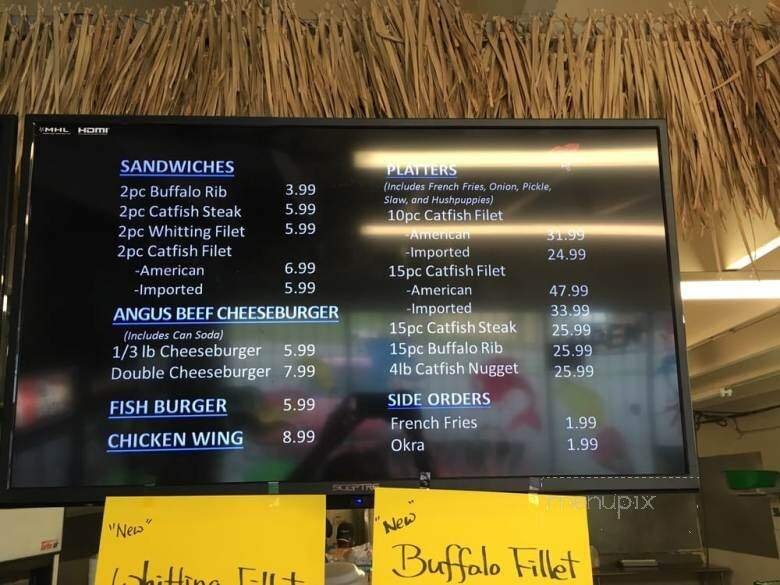 MHL HDMI
SANDWICHES
2pc Buffalo Rib 3.99
2pc Catfish Steak 5.99
2pc Whitting Filet 5.99
2pc Catfish Filet
-American 6.99
-Imported 5.99
ANGUS BEEF CHEESEBURGER
(Includes Can Soda)
1/3 lb Cheeseburger 5.99
Double Cheeseburger 7.99
FISH BURGER 5.99
CHICKEN WING 8.99
PLATTERS
(Includes French Fries, Onion, Pickle,
Slaw, and Hushpuppies)
10pc Catfish Filet
-American 31.99
-Imported 24.99
15pc Catfish Filet
-American 47.99
-Imported 33.99
15pc Catfish Steak 25.99
15pc Buffalo Rib 25.99
4lb Catfish Nugget 25.99
SIDE ORDERS
French Fries 1.99
Okra 1.99
SCEPTRE
menupix
"New"
Whitting Fillet
"New"
Buffalo Fillet